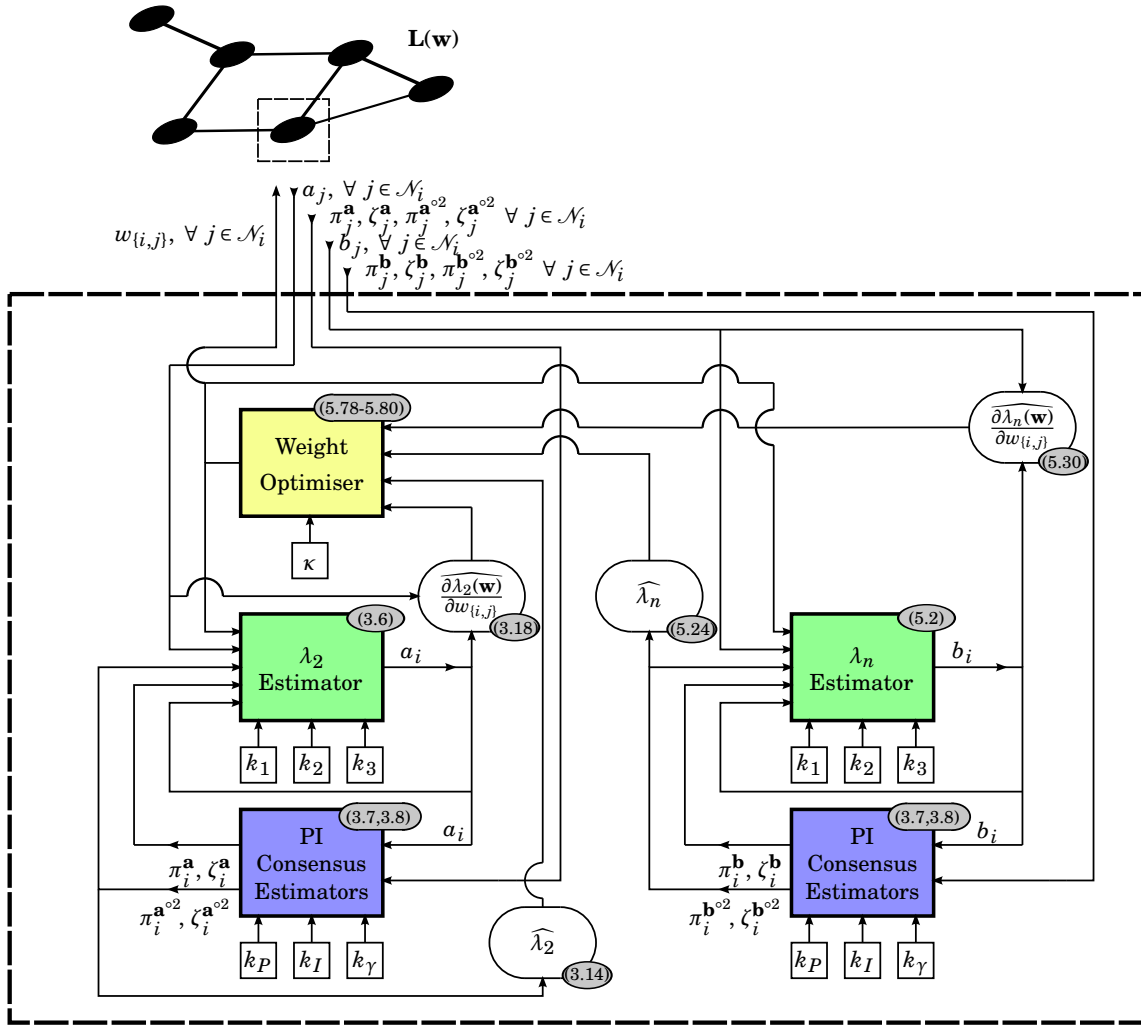 L(w)
a_j, ∀ j ∈ 𝒩_i
π_j^a, ζ_j^a, π_j^{a∘2}, ζ_j^{a∘2} ∀ j ∈ 𝒩_i
w_{{i,j}}, ∀ j ∈ 𝒩_i
b_j, ∀ j ∈ 𝒩_i
π_j^b, ζ_j^b, π_j^{b∘2}, ζ_j^{b∘2} ∀ j ∈ 𝒩_i
(5.78-5.80)
Weight
Optimiser
κ
∂λ̂_n(w)
∂w_{{i,j}}
(5.30)
∂λ̂_2(w)
∂w_{{i,j}}
(3.18)
λ̂_n
(5.24)
(3.6)
λ_2
Estimator
a_i
k_1
k_2
k_3
(5.2)
λ_n
Estimator
b_i
k_1
k_2
k_3
(3.7,3.8)
PI
Consensus
Estimators
a_i
π_i^a, ζ_i^a
π_i^{a∘2}, ζ_i^{a∘2}
k_P
k_I
k_γ
λ̂_2
(3.14)
(3.7,3.8)
PI
Consensus
Estimators
b_i
π_i^b, ζ_i^b
π_i^{b∘2}, ζ_i^{b∘2}
k_P
k_I
k_γ